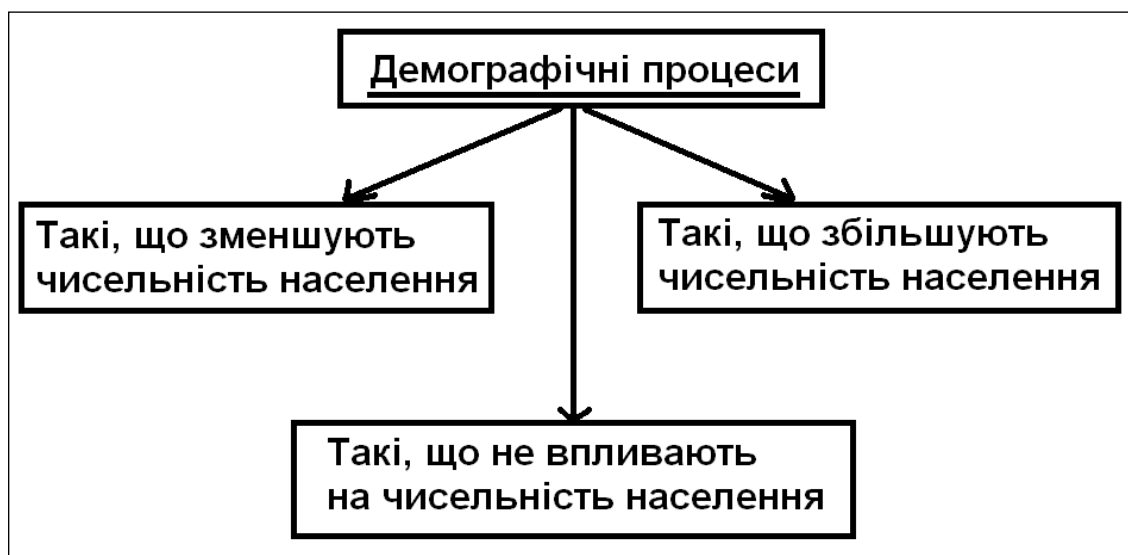 Демографічні процеси
Такі, що зменшують
чисельність населення
Такі, що збільшують
чисельність населення
Такі, що не впливають
на чисельність населення